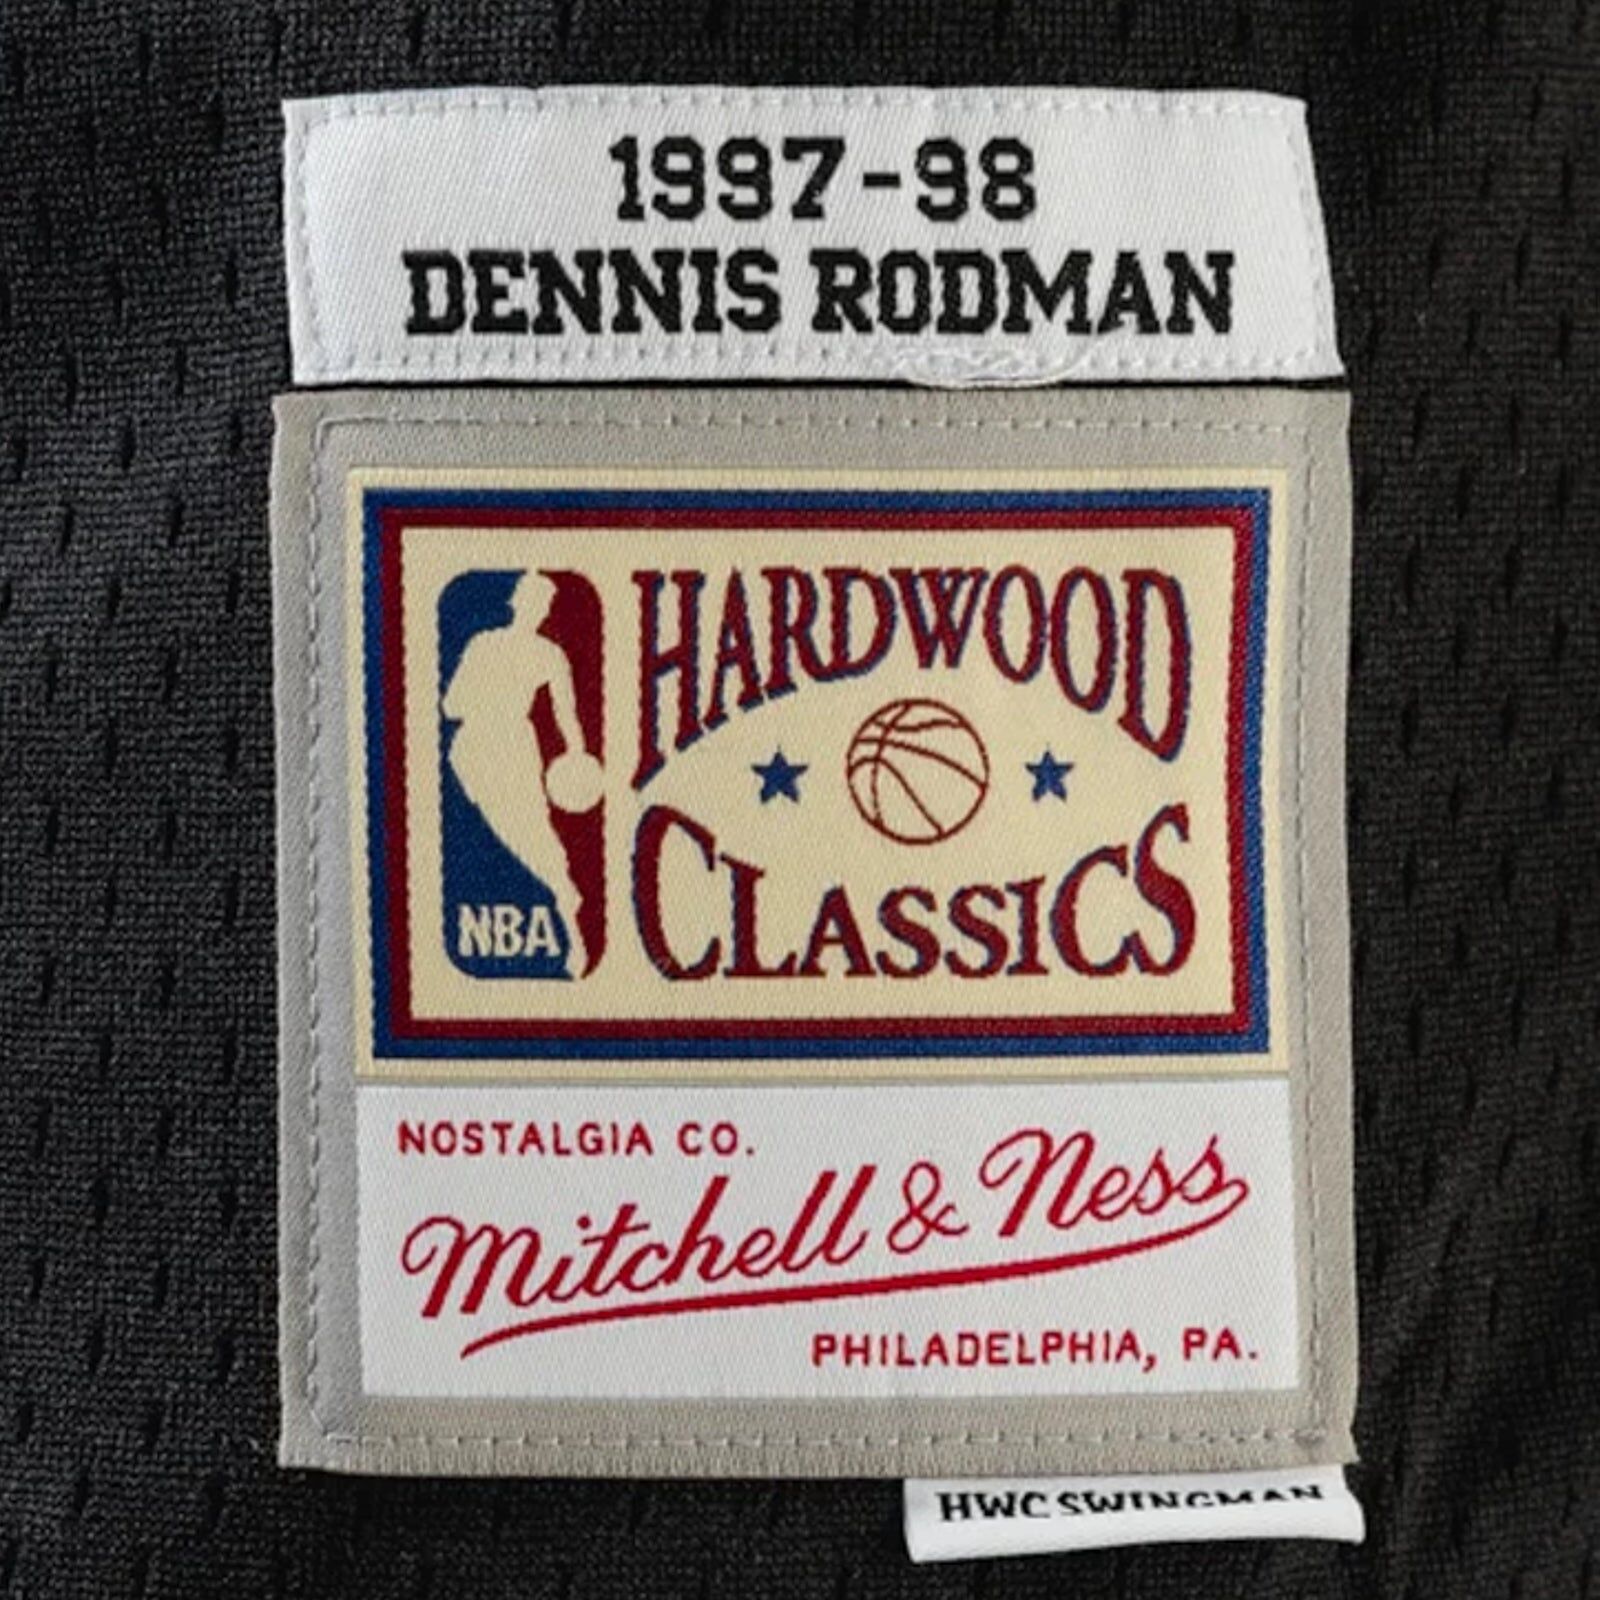 1997-98
DENNIS RODMAN
HARDWOOD
CLASSICS
NBA
NOSTALGIA CO.
Mitchell & Ness
PHILADELPHIA, PA.
HWC SWINGMAN